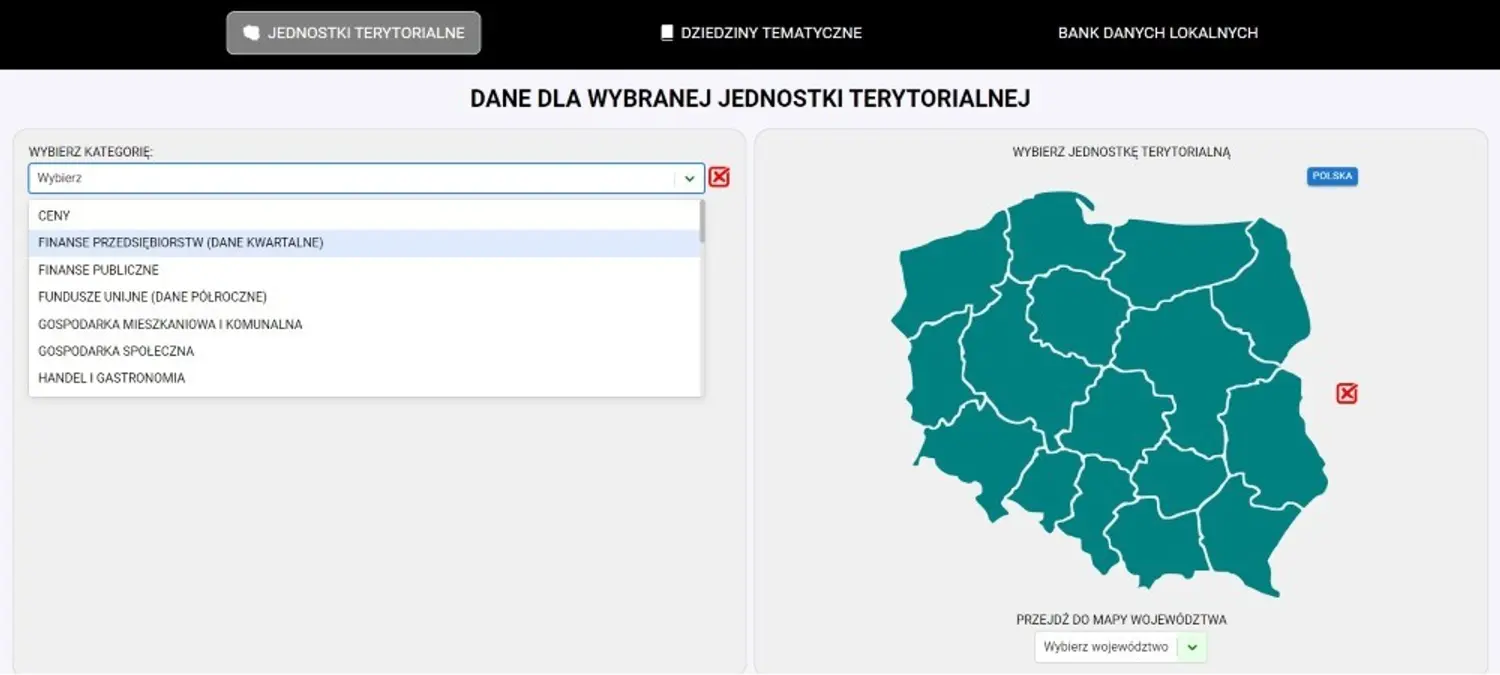 JEDNOSTKI TERYTORIALNE
DZIEDZINY TEMATYCZNE
BANK DANYCH LOKALNYCH
DANE DLA WYBRANEJ JEDNOSTKI TERYTORIALNEJ
WYBIERZ KATEGORIĘ:
Wybierz
CENY
FINANSE PRZEDSIĘBIORSTW (DANE KWARTALNE)
FINANSE PUBLICZNE
FUNDUSZE UNIJNE (DANE PÓŁROCZNE)
GOSPODARKA MIESZKANIOWA I KOMUNALNA
GOSPODARKA SPOŁECZNA
HANDEL I GASTRONOMIA
WYBIERZ JEDNOSTKĘ TERYTORIALNĄ
POLSKA
PRZEJDŹ DO MAPY WOJEWÓDZTWA
Wybierz województwo